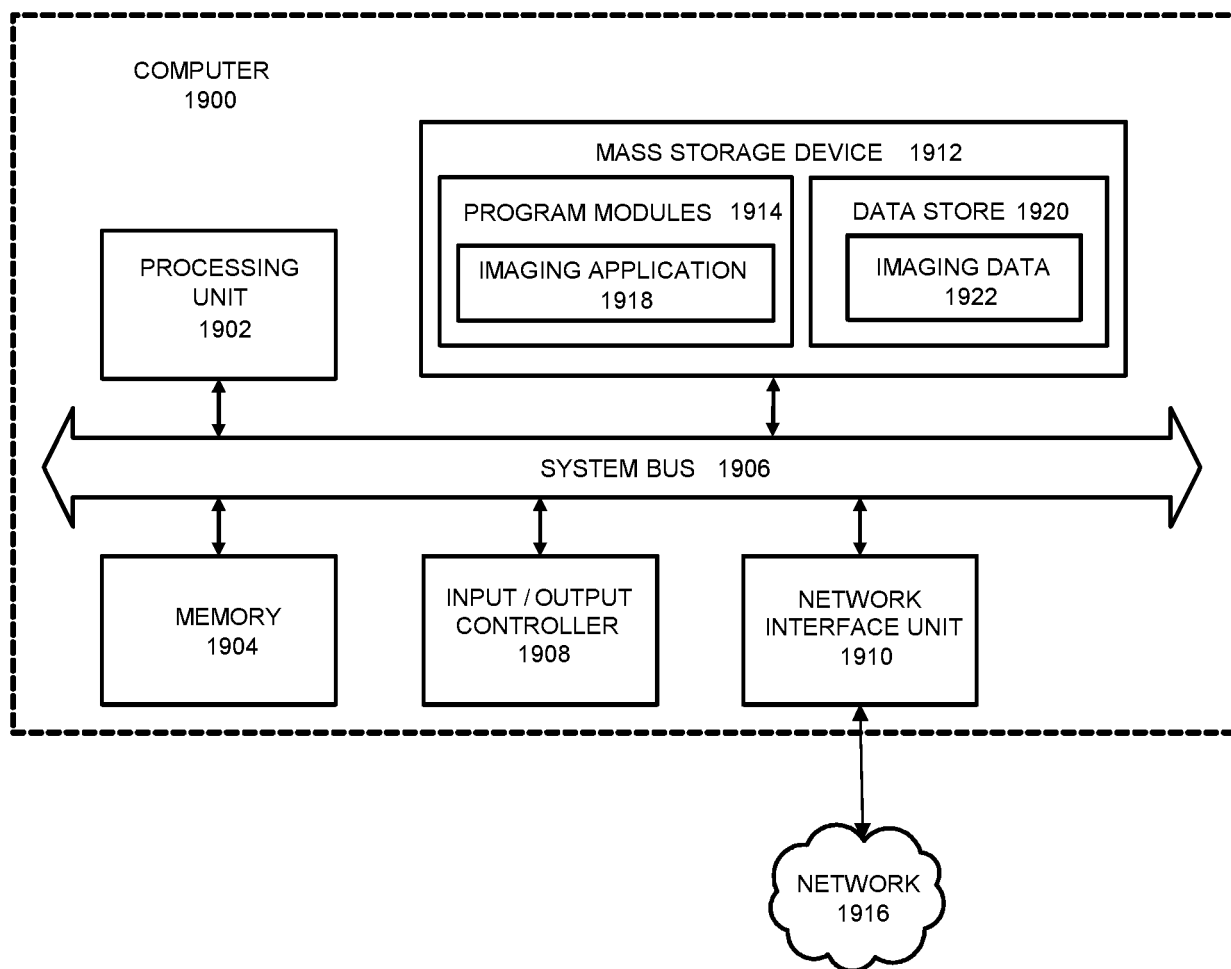 COMPUTER
1900
MASS STORAGE DEVICE 1912
PROGRAM MODULES 1914
IMAGING APPLICATION
1918
DATA STORE 1920
IMAGING DATA
1922
PROCESSING
UNIT
1902
SYSTEM BUS 1906
MEMORY
1904
INPUT / OUTPUT
CONTROLLER
1908
NETWORK
INTERFACE UNIT
1910
NETWORK
1916